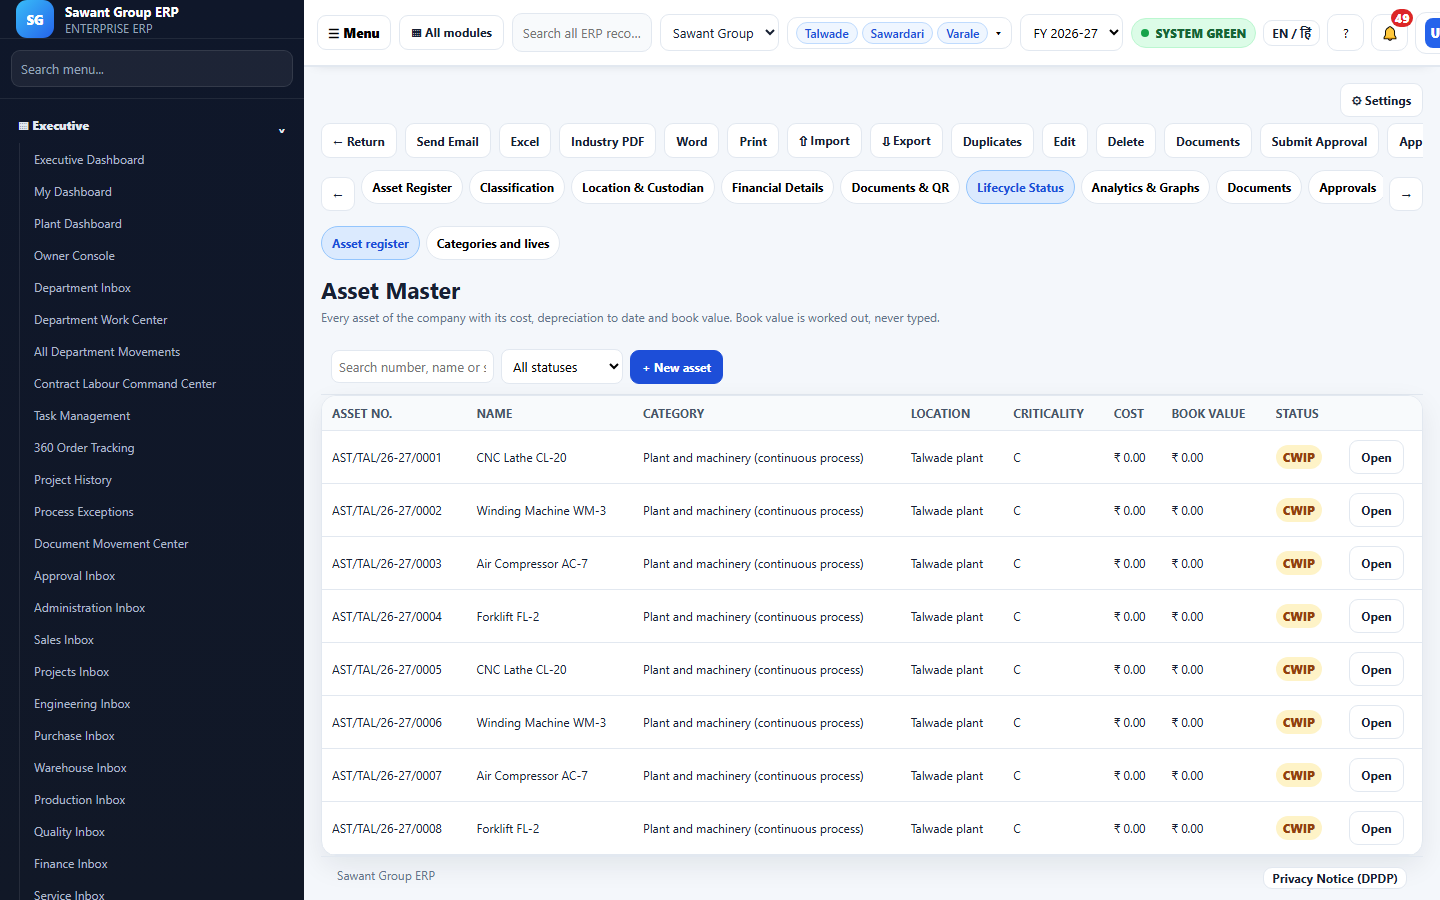 SG
Sawant Group ERP
ENTERPRISE ERP
Search menu...
Executive
Executive Dashboard
My Dashboard
Plant Dashboard
Owner Console
Department Inbox
Department Work Center
All Department Movements
Contract Labour Command Center
Task Management
360 Order Tracking
Project History
Process Exceptions
Document Movement Center
Approval Inbox
Administration Inbox
Sales Inbox
Projects Inbox
Engineering Inbox
Purchase Inbox
Warehouse Inbox
Production Inbox
Quality Inbox
Finance Inbox
Service Inbox
☰ Menu
All modules
Search all ERP reco...
Sawant Group
Talwade Sawardari Varale
FY 2026-27
SYSTEM GREEN
EN / हिं
?
49
U
⚙ Settings
← Return Send Email Excel Industry PDF Word Print ⇧ Import ⇩ Export Duplicates Edit Delete Documents Submit Approval App
← Asset Register Classification Location & Custodian Financial Details Documents & QR Lifecycle Status Analytics & Graphs Documents Approvals →
Asset register Categories and lives
Asset Master
Every asset of the company with its cost, depreciation to date and book value. Book value is worked out, never typed.
Search number, name or s All statuses + New asset
ASSET NO. NAME CATEGORY LOCATION CRITICALITY COST BOOK VALUE STATUS
AST/TAL/26-27/0001 CNC Lathe CL-20 Plant and machinery (continuous process) Talwade plant C ₹ 0.00 ₹ 0.00 CWIP Open
AST/TAL/26-27/0002 Winding Machine WM-3 Plant and machinery (continuous process) Talwade plant C ₹ 0.00 ₹ 0.00 CWIP Open
AST/TAL/26-27/0003 Air Compressor AC-7 Plant and machinery (continuous process) Talwade plant C ₹ 0.00 ₹ 0.00 CWIP Open
AST/TAL/26-27/0004 Forklift FL-2 Plant and machinery (continuous process) Talwade plant C ₹ 0.00 ₹ 0.00 CWIP Open
AST/TAL/26-27/0005 CNC Lathe CL-20 Plant and machinery (continuous process) Talwade plant C ₹ 0.00 ₹ 0.00 CWIP Open
AST/TAL/26-27/0006 Winding Machine WM-3 Plant and machinery (continuous process) Talwade plant C ₹ 0.00 ₹ 0.00 CWIP Open
AST/TAL/26-27/0007 Air Compressor AC-7 Plant and machinery (continuous process) Talwade plant C ₹ 0.00 ₹ 0.00 CWIP Open
AST/TAL/26-27/0008 Forklift FL-2 Plant and machinery (continuous process) Talwade plant C ₹ 0.00 ₹ 0.00 CWIP Open
Sawant Group ERP
Privacy Notice (DPDP)